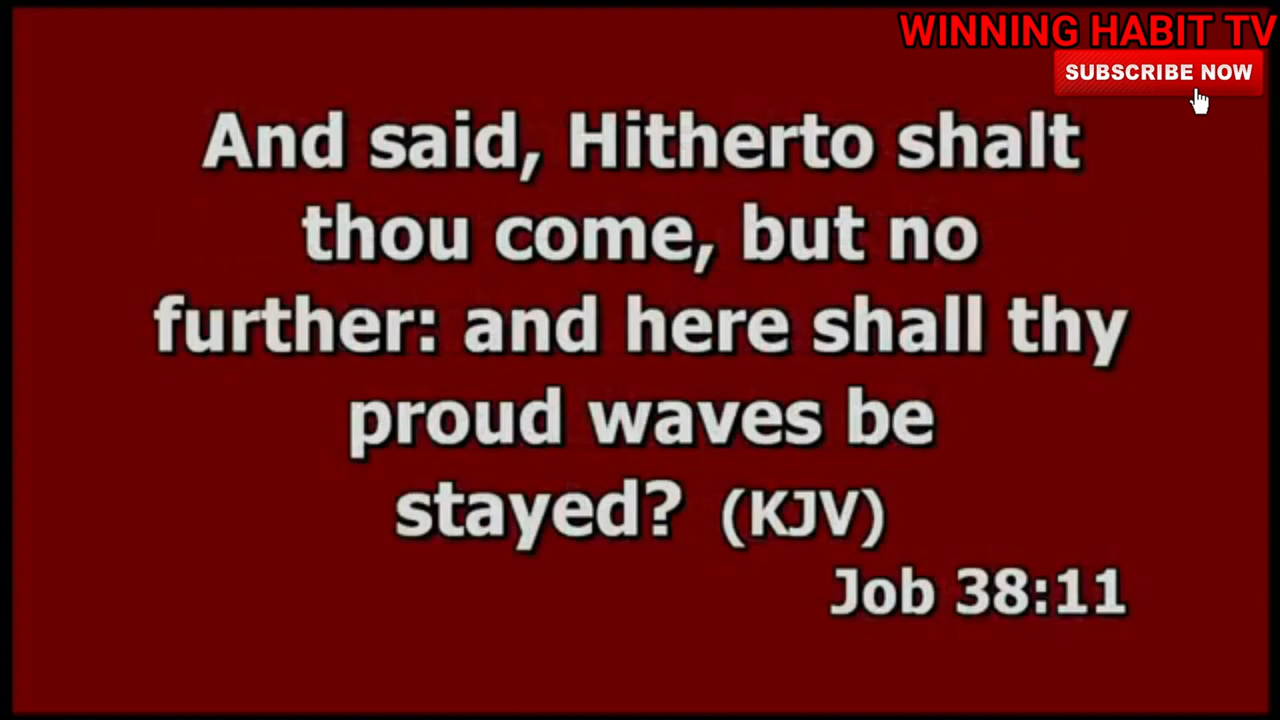 WINNING HABIT TV
SUBSCRIBE NOW
And said, Hitherto shalt
thou come, but no
further: and here shall thy
proud waves be
stayed? (KJV)
Job 38:11